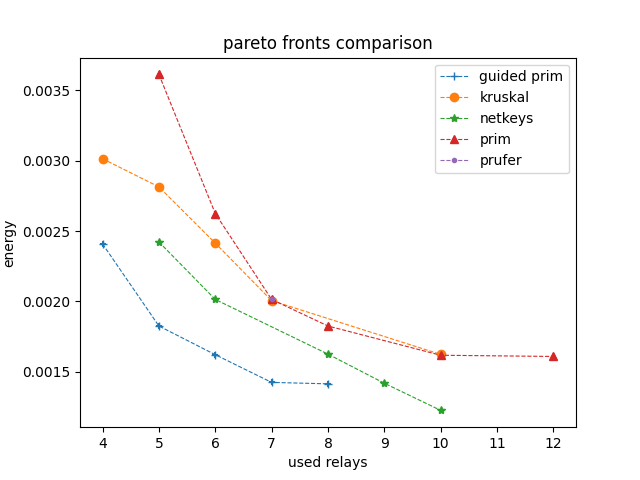 pareto fronts comparison
guided prim
kruskal
netkeys
prim
prufer
energy
0.0035
0.0030
0.0025
0.0020
0.0015
4 5 6 7 8 9 10 11 12
used relays